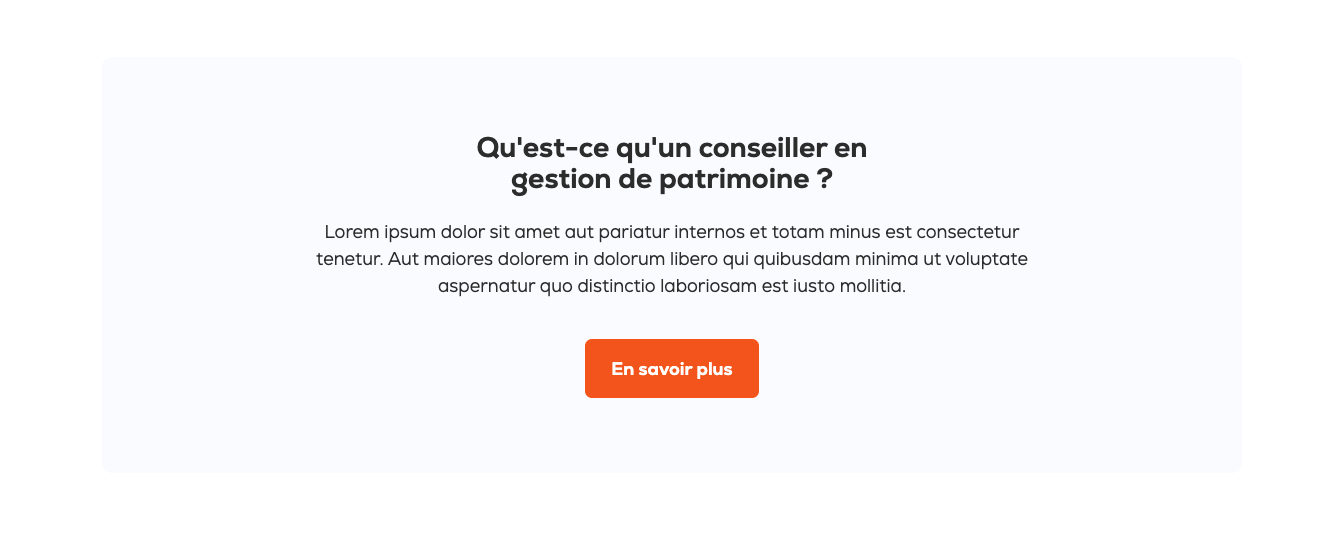 Qu'est-ce qu'un conseiller en
gestion de patrimoine ?
Lorem ipsum dolor sit amet aut pariatur internos et totam minus est consectetur
tenetur. Aut maiores dolorem in dolorum libero qui quibusdam minima ut voluptate
aspernatur quo distinctio laboriosam est iusto mollitia.
En savoir plus